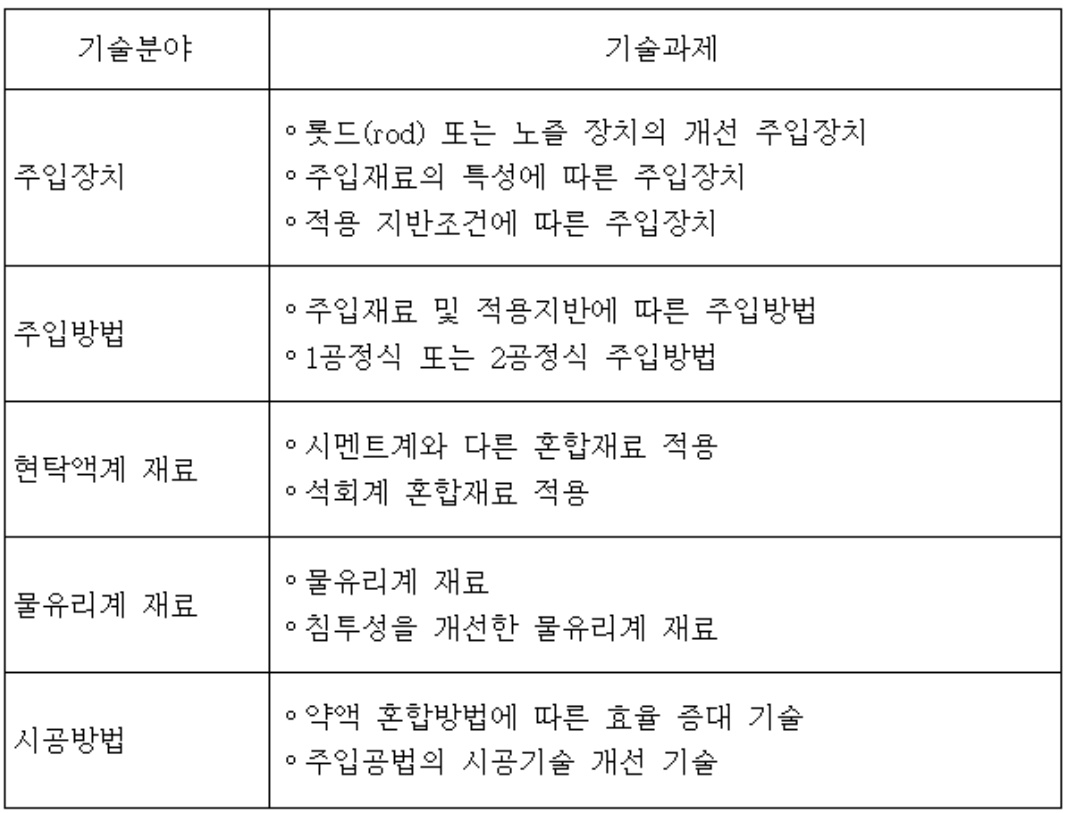 기술분야 기술과제
주입장치
◦롯드(rod) 또는 노즐 장치의 개선 주입장치
◦주입재료의 특성에 따른 주입장치
◦적용 지반조건에 따른 주입장치
주입방법
◦주입재료 및 적용지반에 따른 주입방법
◦1공정식 또는 2공정식 주입방법
현탁액계 재료
◦시멘트계와 다른 혼합재료 적용
◦석회계 혼합재료 적용
물유리계 재료
◦물유리계 재료
◦침투성을 개선한 물유리계 재료
시공방법
◦약액 혼합방법에 따른 효율 증대 기술
◦주입공법의 시공기술 개선 기술